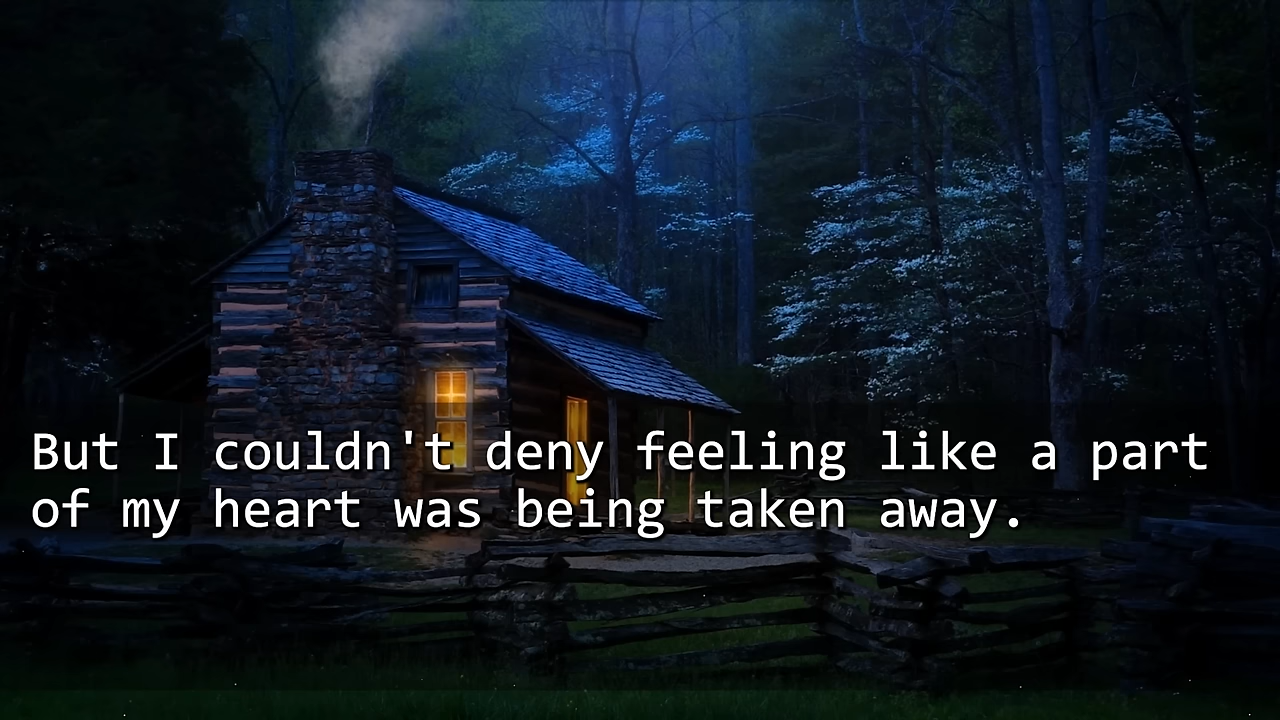 But I couldn't deny feeling like a part
of my heart was being taken away.